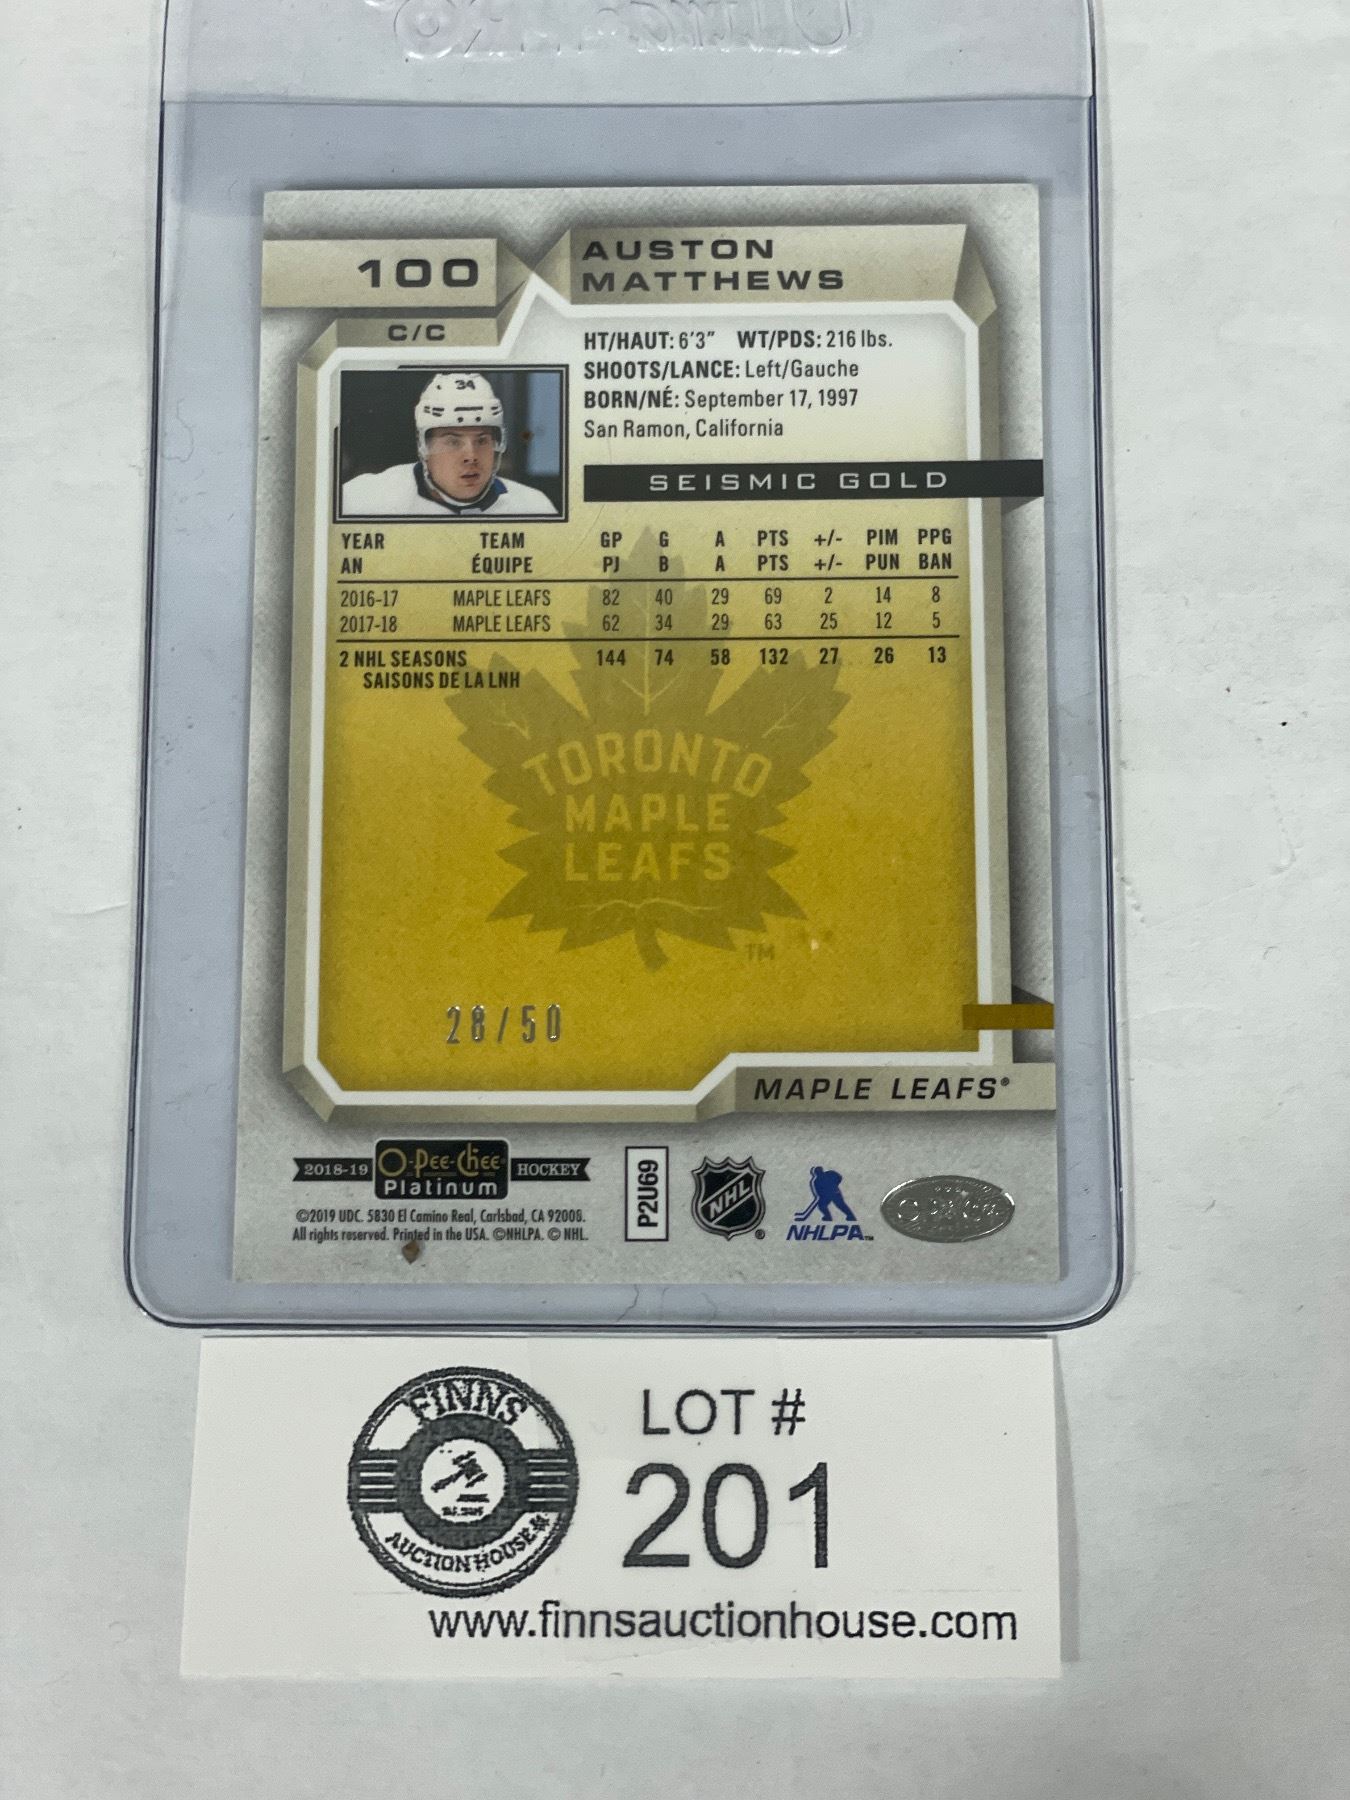 100
AUSTON
MATTHEWS
C/C
34
HT/HAUT: 6'3" WT/PDS: 216 lbs.
SHOOTS/LANCE: Left/Gauche
BORN/NÉ: September 17, 1997
San Ramon, California
SEISMIC GOLD
YEAR TEAM GP G A PTS +/- PIM PPG
AN ÉQUIPE PJ B A PTS +/- PUN BAN
2016-17 MAPLE LEAFS 82 40 29 69 2 14 8
2017-18 MAPLE LEAFS 62 34 29 63 25 12 5
2 NHL SEASONS 144 74 58 132 27 26 13
SAISONS DE LA LNH
TORONTO
MAPLE
LEAFS
TM
28/50
MAPLE LEAFS®
2018-19 O-Pee-Chee HOCKEY
Platinum
©2019 UDC. 5830 El Camino Real, Carlsbad, CA 92008.
All rights reserved. Printed in the USA. ©NHLPA. © NHL.
P2U69
NHL ®
NHLPA™
FINNS
AUCTION HOUSE
LOT #
201
www.finnsauctionhouse.com